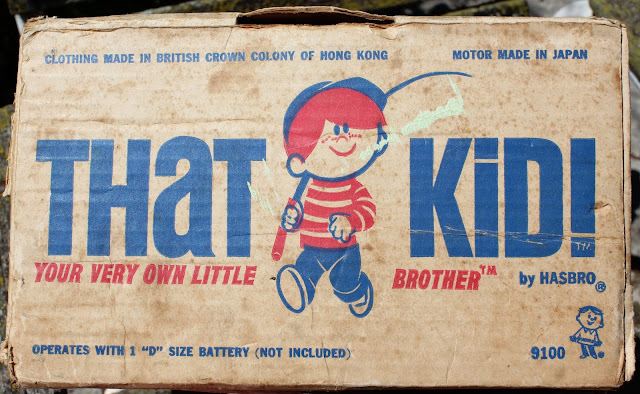 CLOTHING MADE IN BRITISH CROWN COLONY OF HONG KONG MOTOR MADE IN JAPAN
THaT KiD!™
YOUR VERY OWN LITTLE BROTHER™ by HASBRO®
OPERATES WITH 1 "D" SIZE BATTERY (NOT INCLUDED) 9100 ®